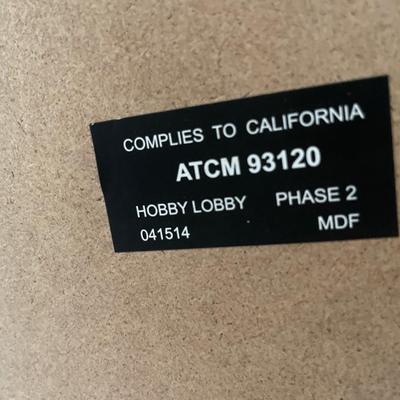 COMPLIES TO CALIFORNIA
ATCM 93120
HOBBY LOBBY PHASE 2
041514 MDF